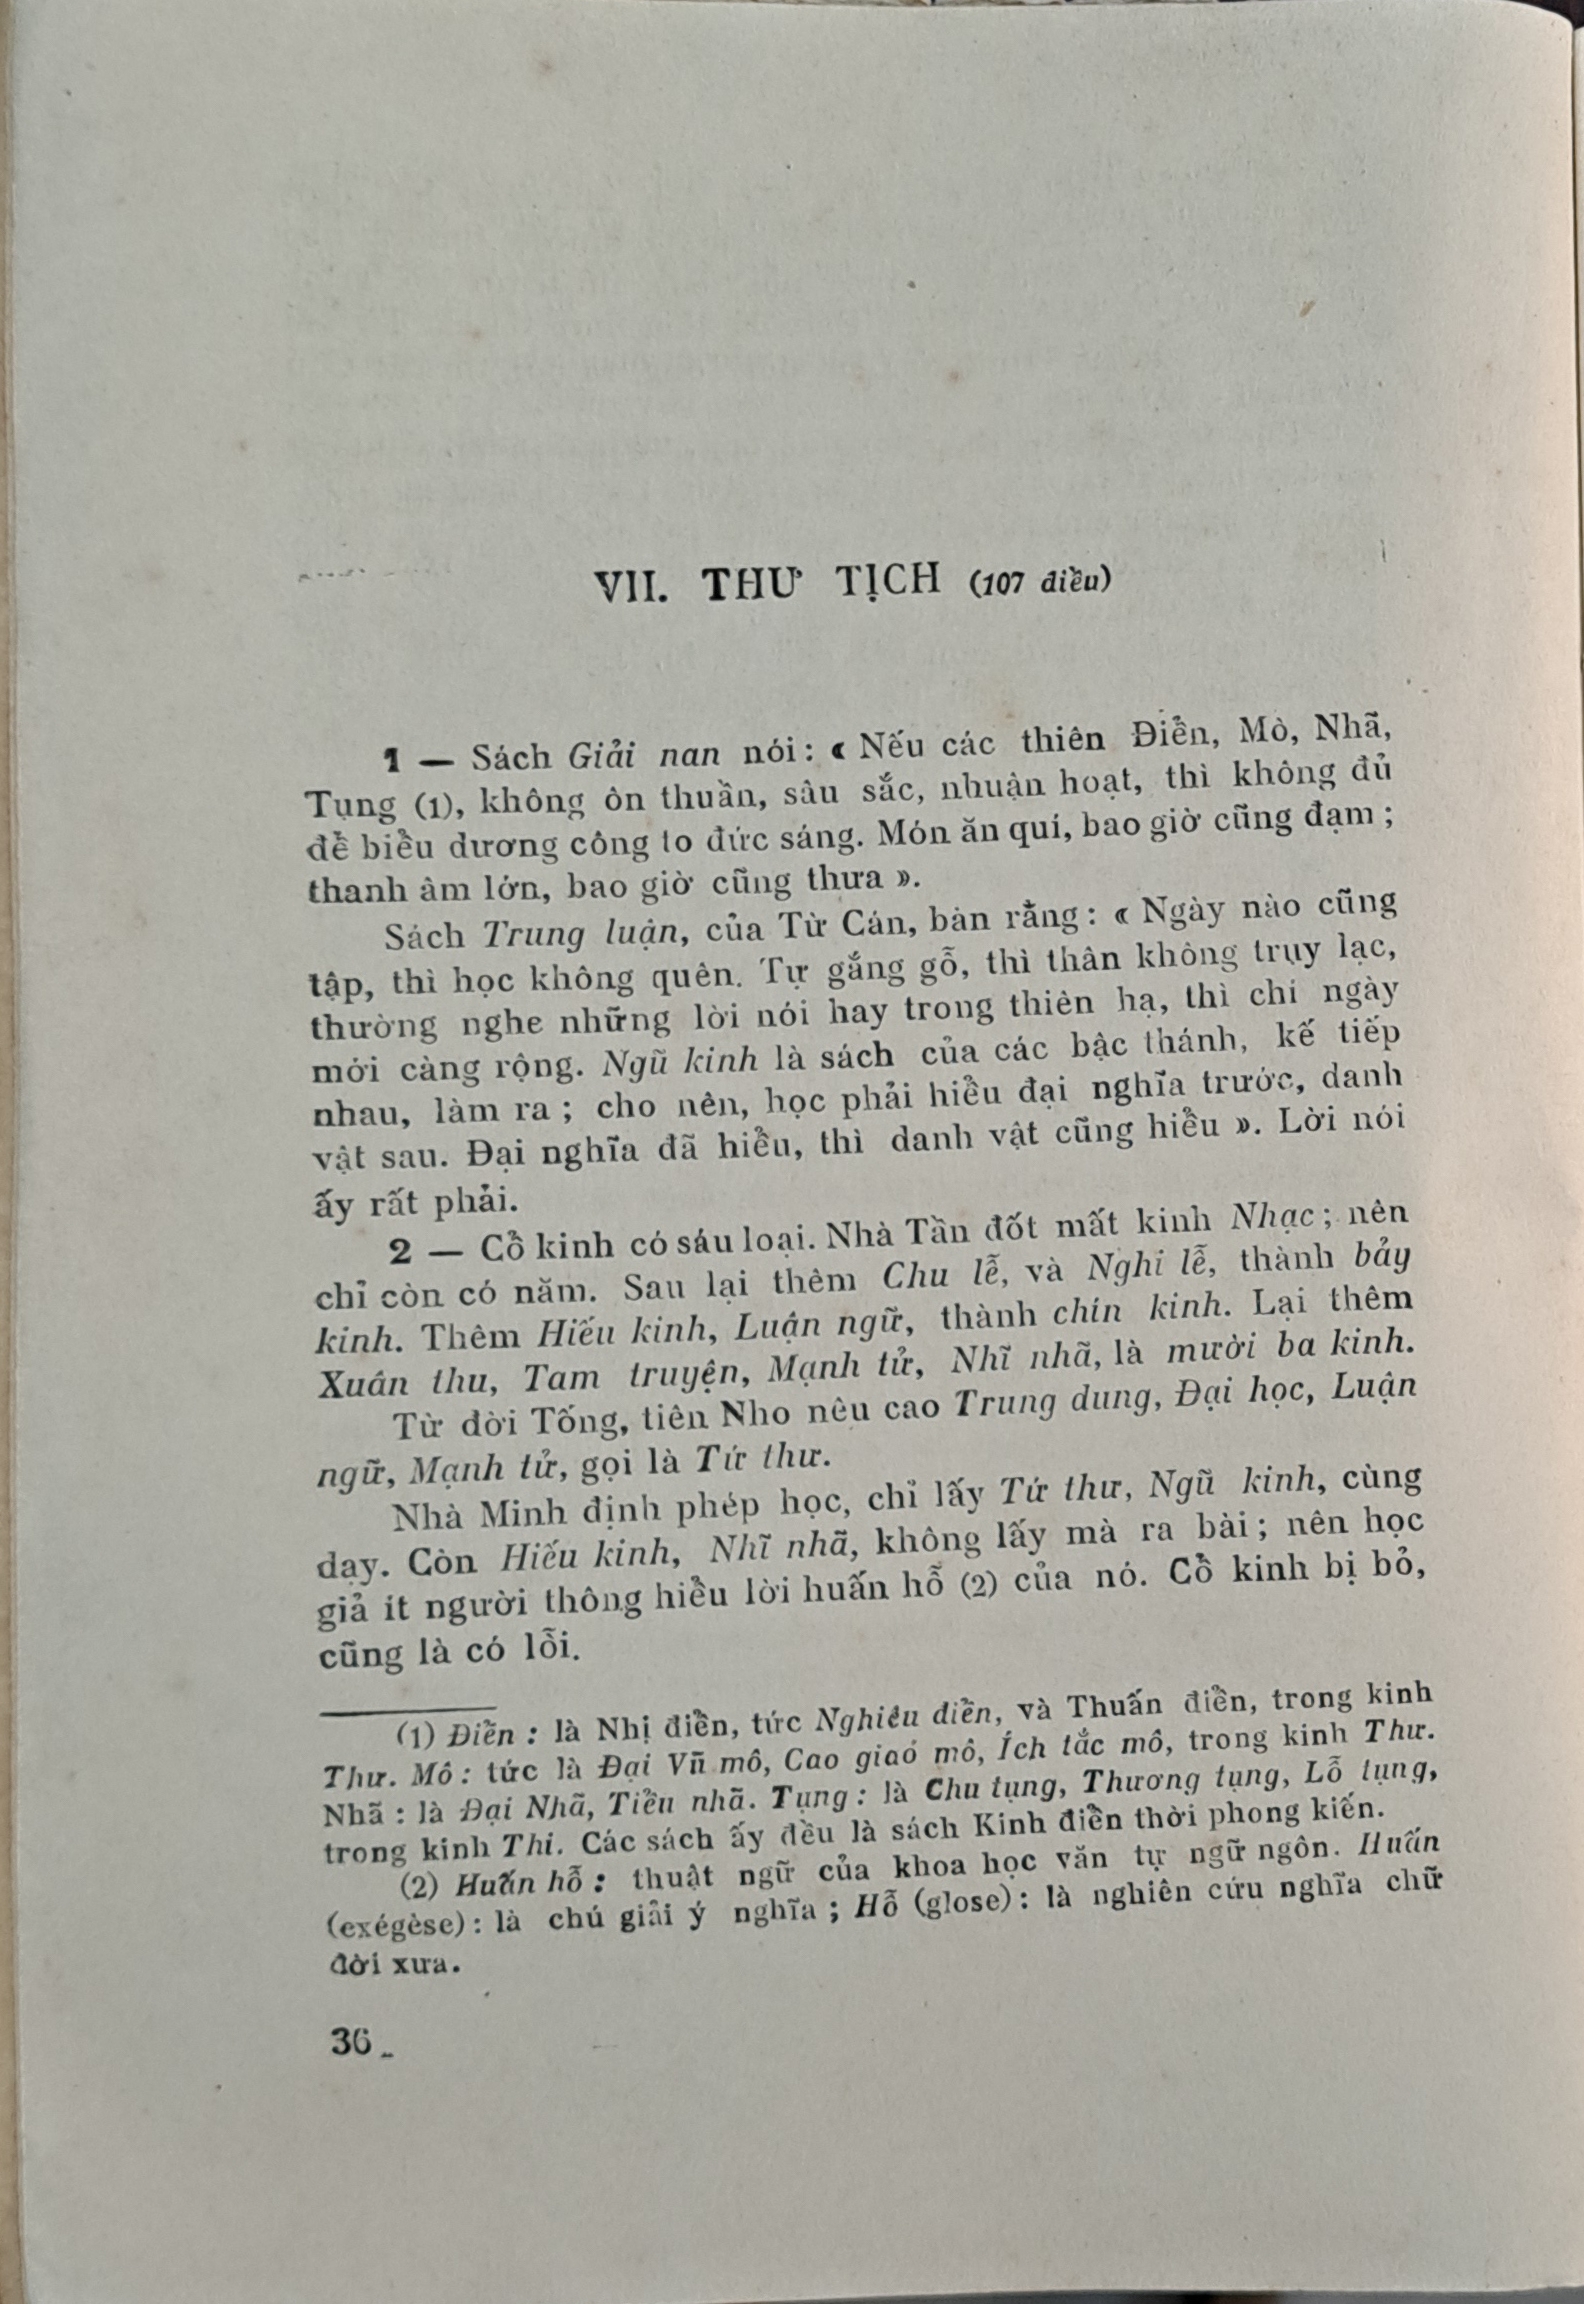 VII. THƯ TỊCH (107 điều)
1 — Sách Giải nan nói : « Nếu các thiên Điển, Mô, Nhã,
Tụng (1), không ôn thuần, sâu sắc, nhuận hoạt, thì không đủ
để biểu dương công to đức sáng. Món ăn quí, bao giờ cũng đạm ;
thanh âm lớn, bao giờ cũng thưa ».
Sách Trung luận, của Từ Cán, bàn rằng : « Ngày nào cũng
tập, thì học không quên. Tự gắng gỗ, thì thân không trụy lạc,
thường nghe những lời nói hay trong thiên hạ, thì chí ngày
mới càng rộng. Ngũ kinh là sách của các bậc thánh, kế tiếp
nhau, làm ra ; cho nên, học phải hiểu đại nghĩa trước, danh
vật sau. Đại nghĩa đã hiểu, thì danh vật cũng hiểu ». Lời nói
ấy rất phải.
2 — Cổ kinh có sáu loại. Nhà Tần đốt mất kinh Nhạc ; nên
chỉ còn có năm. Sau lại thêm Chu lễ, và Nghi lễ, thành bảy
kinh. Thêm Hiếu kinh, Luận ngữ, thành chín kinh. Lại thêm
Xuân thu, Tam truyện, Mạnh tử, Nhĩ nhã, là mười ba kinh.
Từ đời Tống, tiên Nho nêu cao Trung dung, Đại học, Luận
ngữ, Mạnh tử, gọi là Tứ thư.
Nhà Minh định phép học, chỉ lấy Tứ thư, Ngũ kinh, cùng
dạy. Còn Hiếu kinh, Nhĩ nhã, không lấy mà ra bài ; nên học
giả ít người thông hiểu lời huấn hỗ (2) của nó. Cổ kinh bị bỏ,
cũng là có lỗi.
(1) Điển : là Nhị điển, tức Nghiêu điển, và Thuấn điển, trong kinh
Thư. Mô : tức là Đại Vũ mô, Cao giaó mô, Ích tắc mô, trong kinh Thư.
Nhã : là Đại Nhã, Tiểu nhã. Tụng : là Chu tụng, Thương tụng, Lỗ tụng,
trong kinh Thi. Các sách ấy đều là sách Kinh điển thời phong kiến.
(2) Huấn hỗ : thuật ngữ của khoa học văn tự ngữ ngôn. Huấn
(exégèse) : là chú giải ý nghĩa ; Hỗ (glose) : là nghiên cứu nghĩa chữ
đời xưa.
36